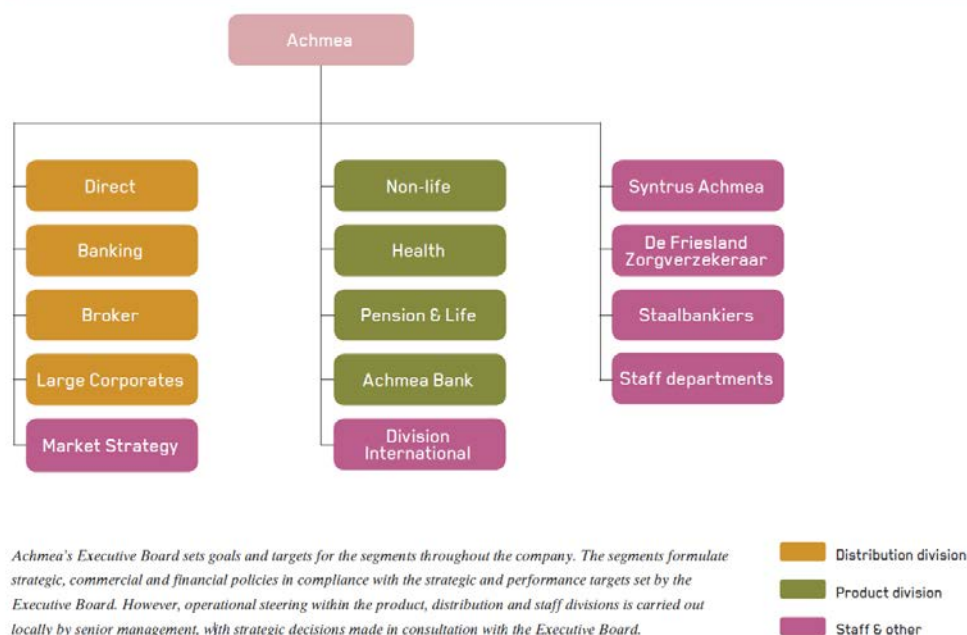 Achmea
Direct
Banking
Broker
Large Corporates
Market Strategy
Non-life
Health
Pension & Life
Achmea Bank
Division
International
Syntrus Achmea
De Friesland
Zorgverzekeraar
Staalbankiers
Staff departments
Achmea's Executive Board sets goals and targets for the segments throughout the company. The segments formulate
strategic, commercial and financial policies in compliance with the strategic and performance targets set by the
Executive Board. However, operational steering within the product, distribution and staff divisions is carried out
locally by senior management, with strategic decisions made in consultation with the Executive Board.
Distribution division
Product division
Staff & other